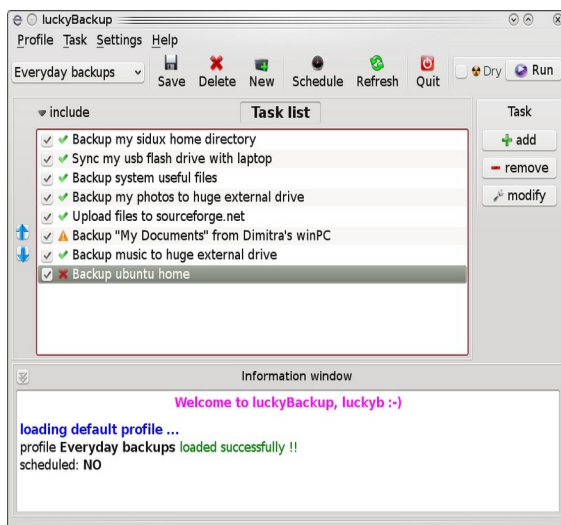 luckyBackup
Profile Task Settings Help
Everyday backups
Save Delete New Schedule Refresh Quit Dry Run
include
Task list
Task
Backup my sidux home directory
Sync my usb flash drive with laptop
Backup system useful files
Backup my photos to huge external drive
Upload files to sourceforge.net
Backup "My Documents" from Dimitra's winPC
Backup music to huge external drive
Backup ubuntu home
add
remove
modify
Information window
Welcome to luckyBackup, luckyb :-)
loading default profile ...
profile Everyday backups loaded successfully !!
scheduled: NO